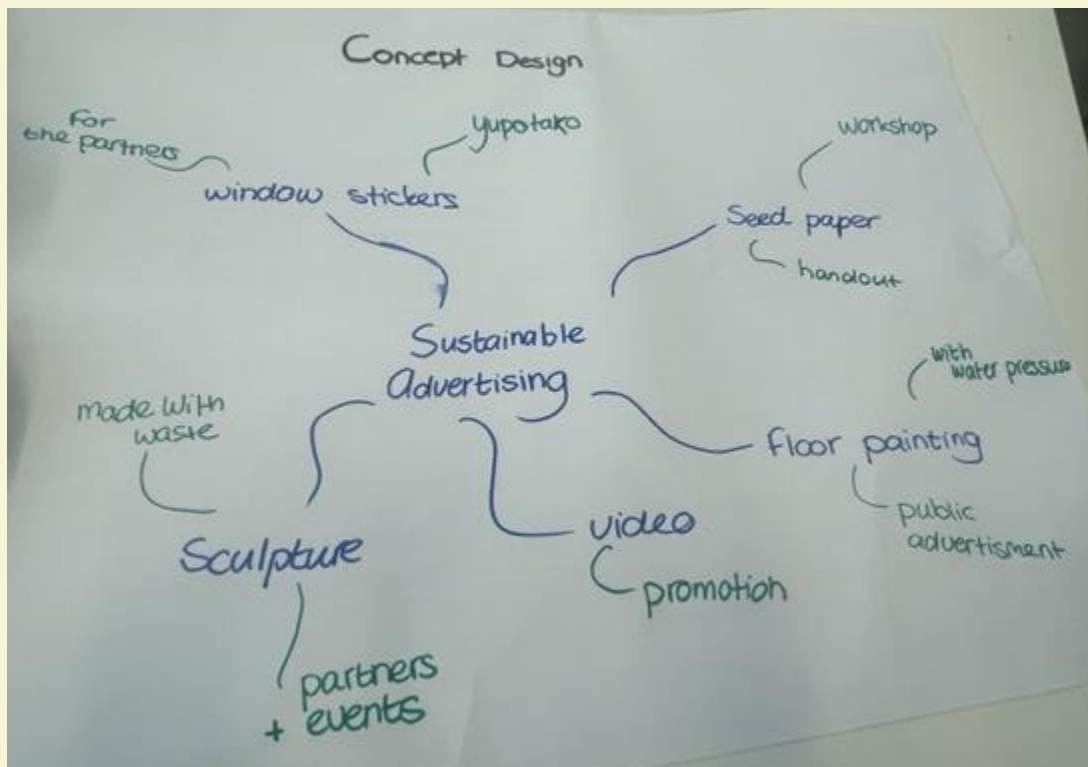 Concept Design
For
the partners
yupotako
workshop
window stickers
Seed paper
handout
Sustainable
Advertising
with
water pressure
made with
waste
floor painting
public
advertisment
Sculpture
video
promotion
partners
+ events